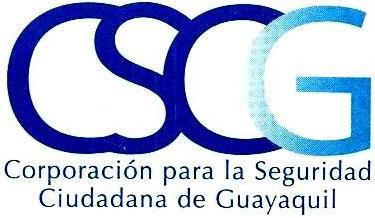 CSCG
Corporación para la Seguridad
Ciudadana de Guayaquil